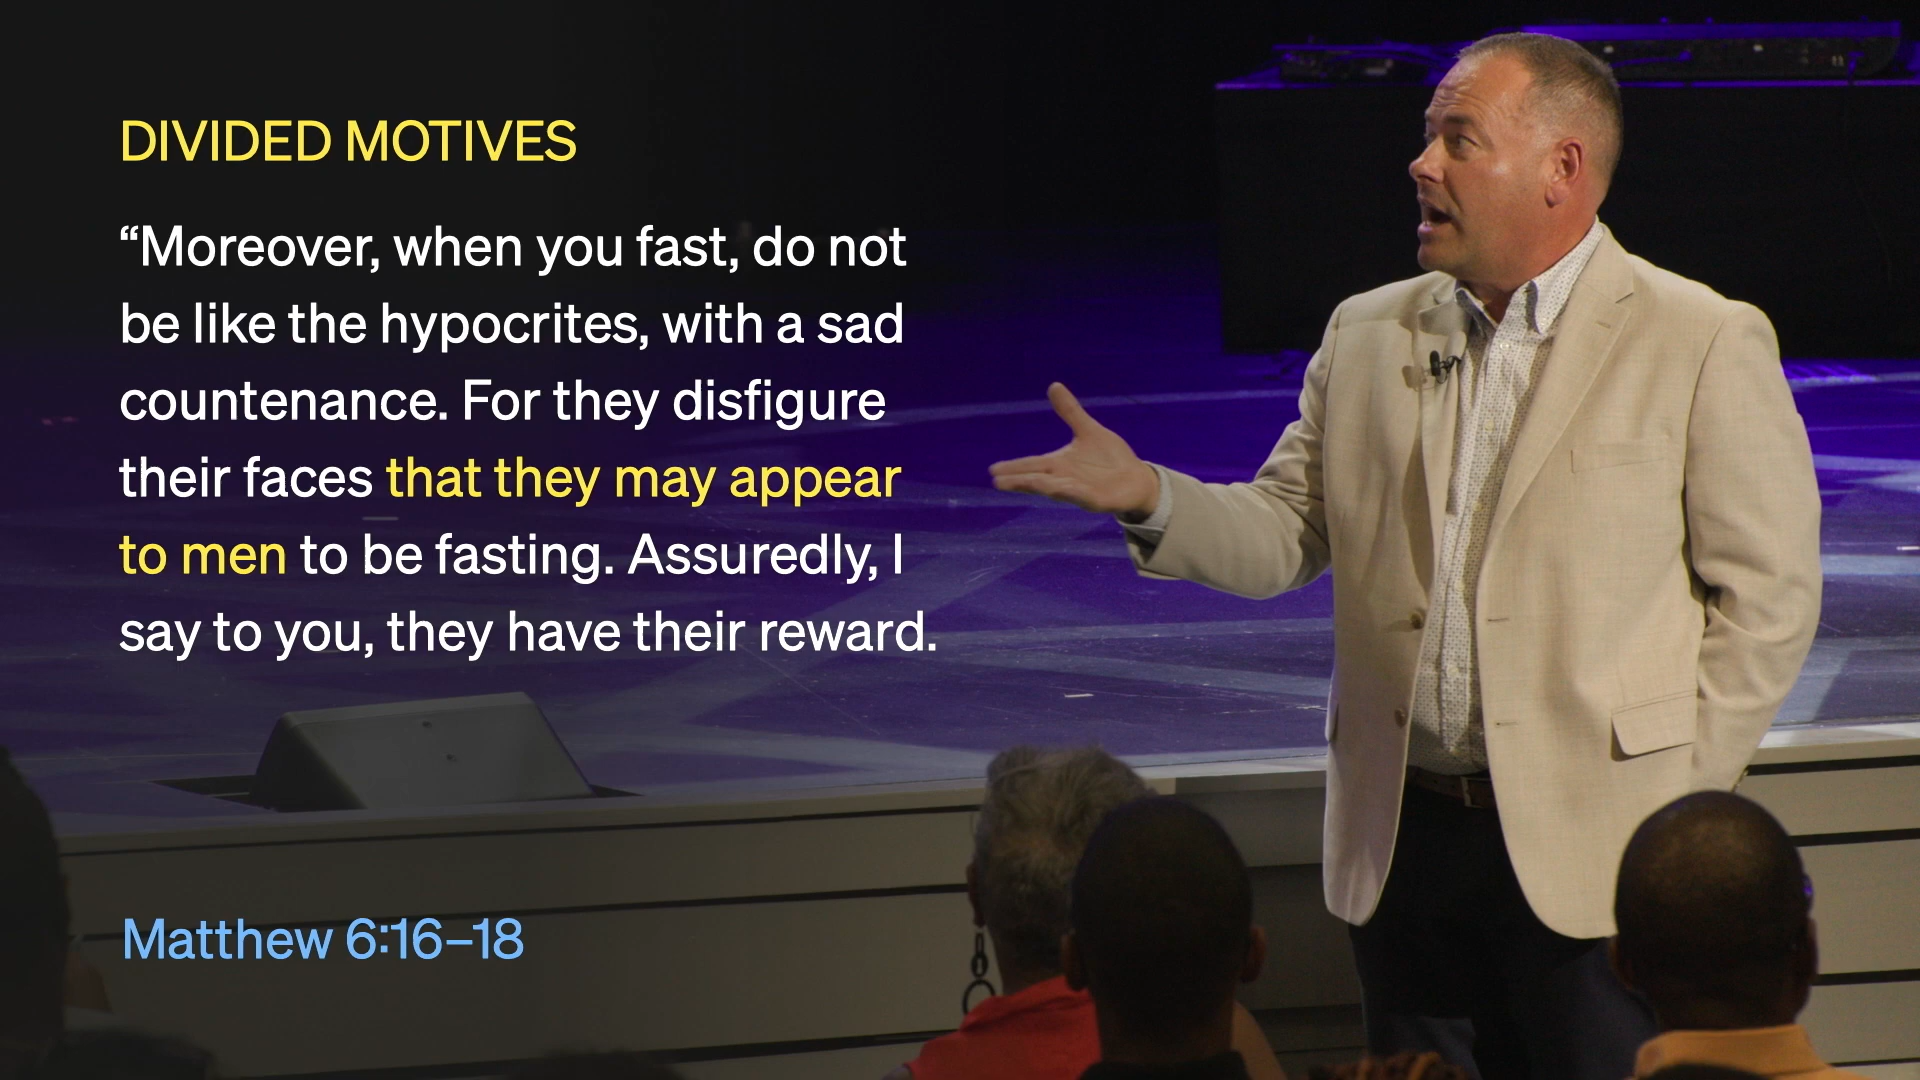 DIVIDED MOTIVES
“Moreover, when you fast, do not
be like the hypocrites, with a sad
countenance. For they disfigure
their faces that they may appear
to men to be fasting. Assuredly, I
say to you, they have their reward.
Matthew 6:16–18